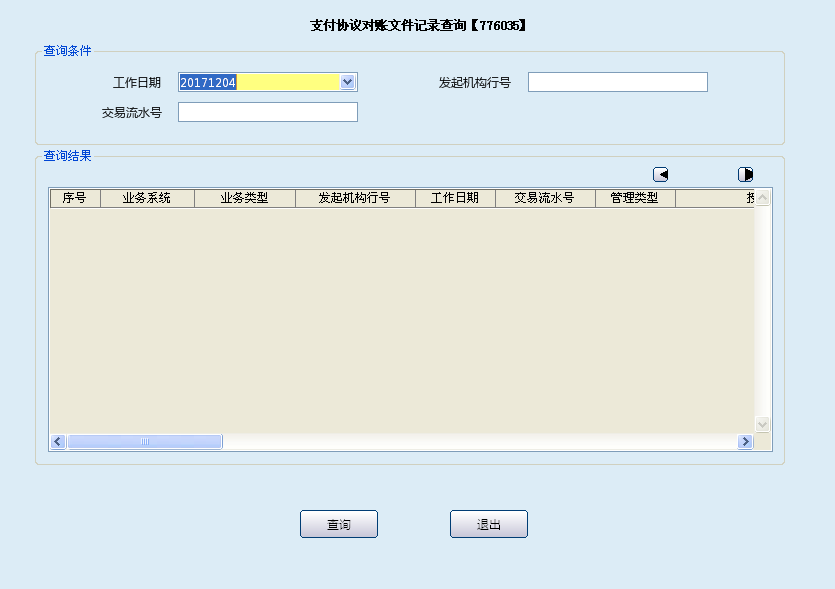 支付协议对账文件记录查询【776035】
查询条件
工作日期 20171204 发起机构行号
交易流水号
查询结果
序号 业务系统 业务类型 发起机构行号 工作日期 交易流水号 管理类型
查询 退出